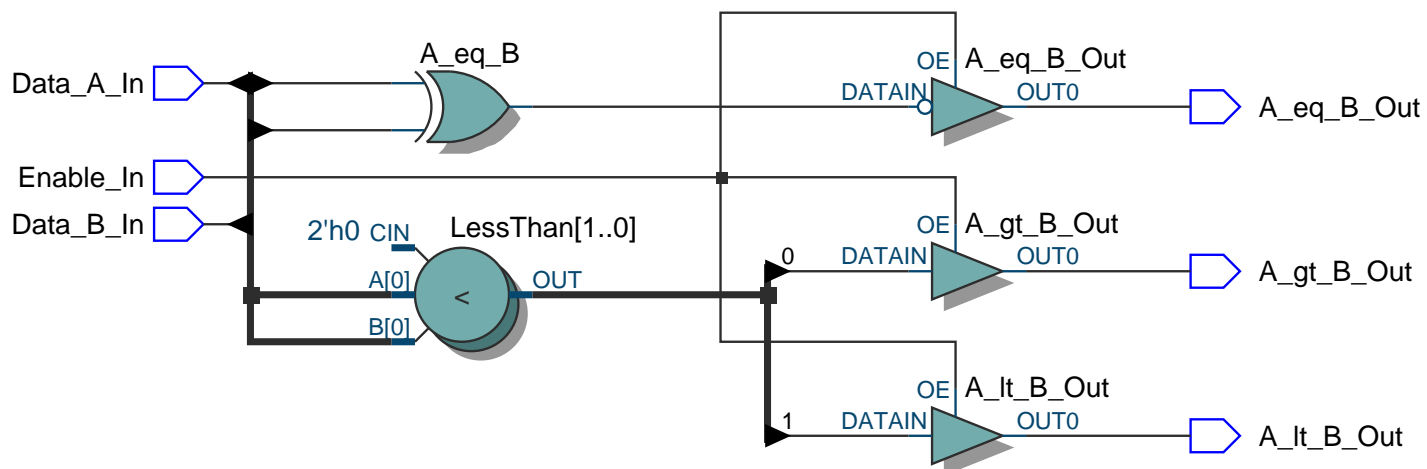 A_eq_B
Data_A_In
OE A_eq_B_Out
DATAIN OUT0
A_eq_B_Out
Enable_In
Data_B_In
2'h0 CIN LessThan[1..0]
A[0] < OUT
B[0]
OE A_gt_B_Out
0 DATAIN OUT0
A_gt_B_Out
OE A_lt_B_Out
1 DATAIN OUT0
A_lt_B_Out